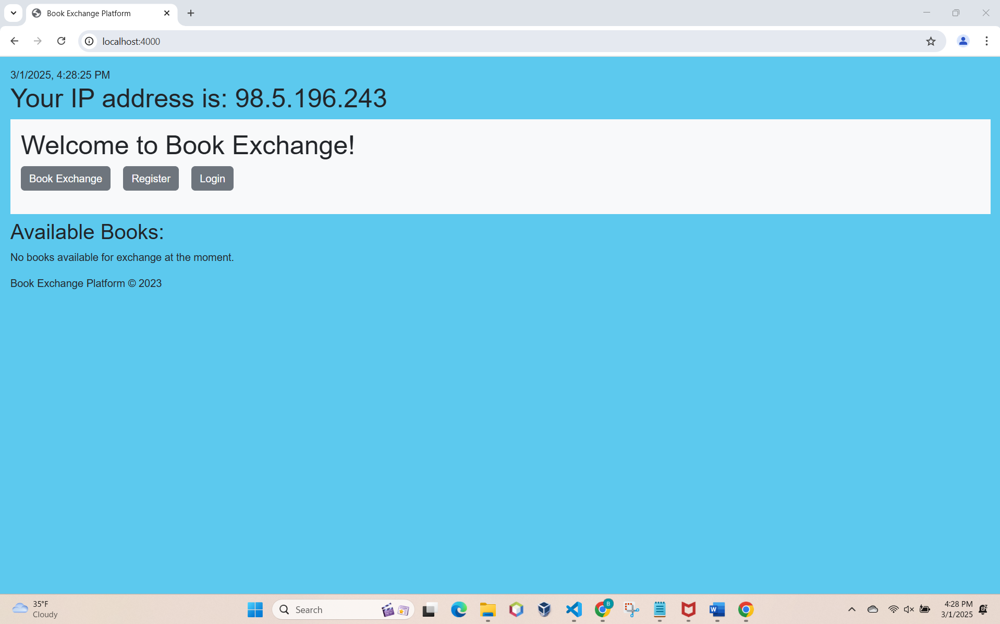 Book Exchange Platform
localhost:4000
3/1/2025, 4:28:25 PM
Your IP address is: 98.5.196.243
Welcome to Book Exchange!
Book Exchange Register Login
Available Books:
No books available for exchange at the moment.
Book Exchange Platform © 2023
35°F
Cloudy
Search
B
W
4:28 PM
3/1/2025